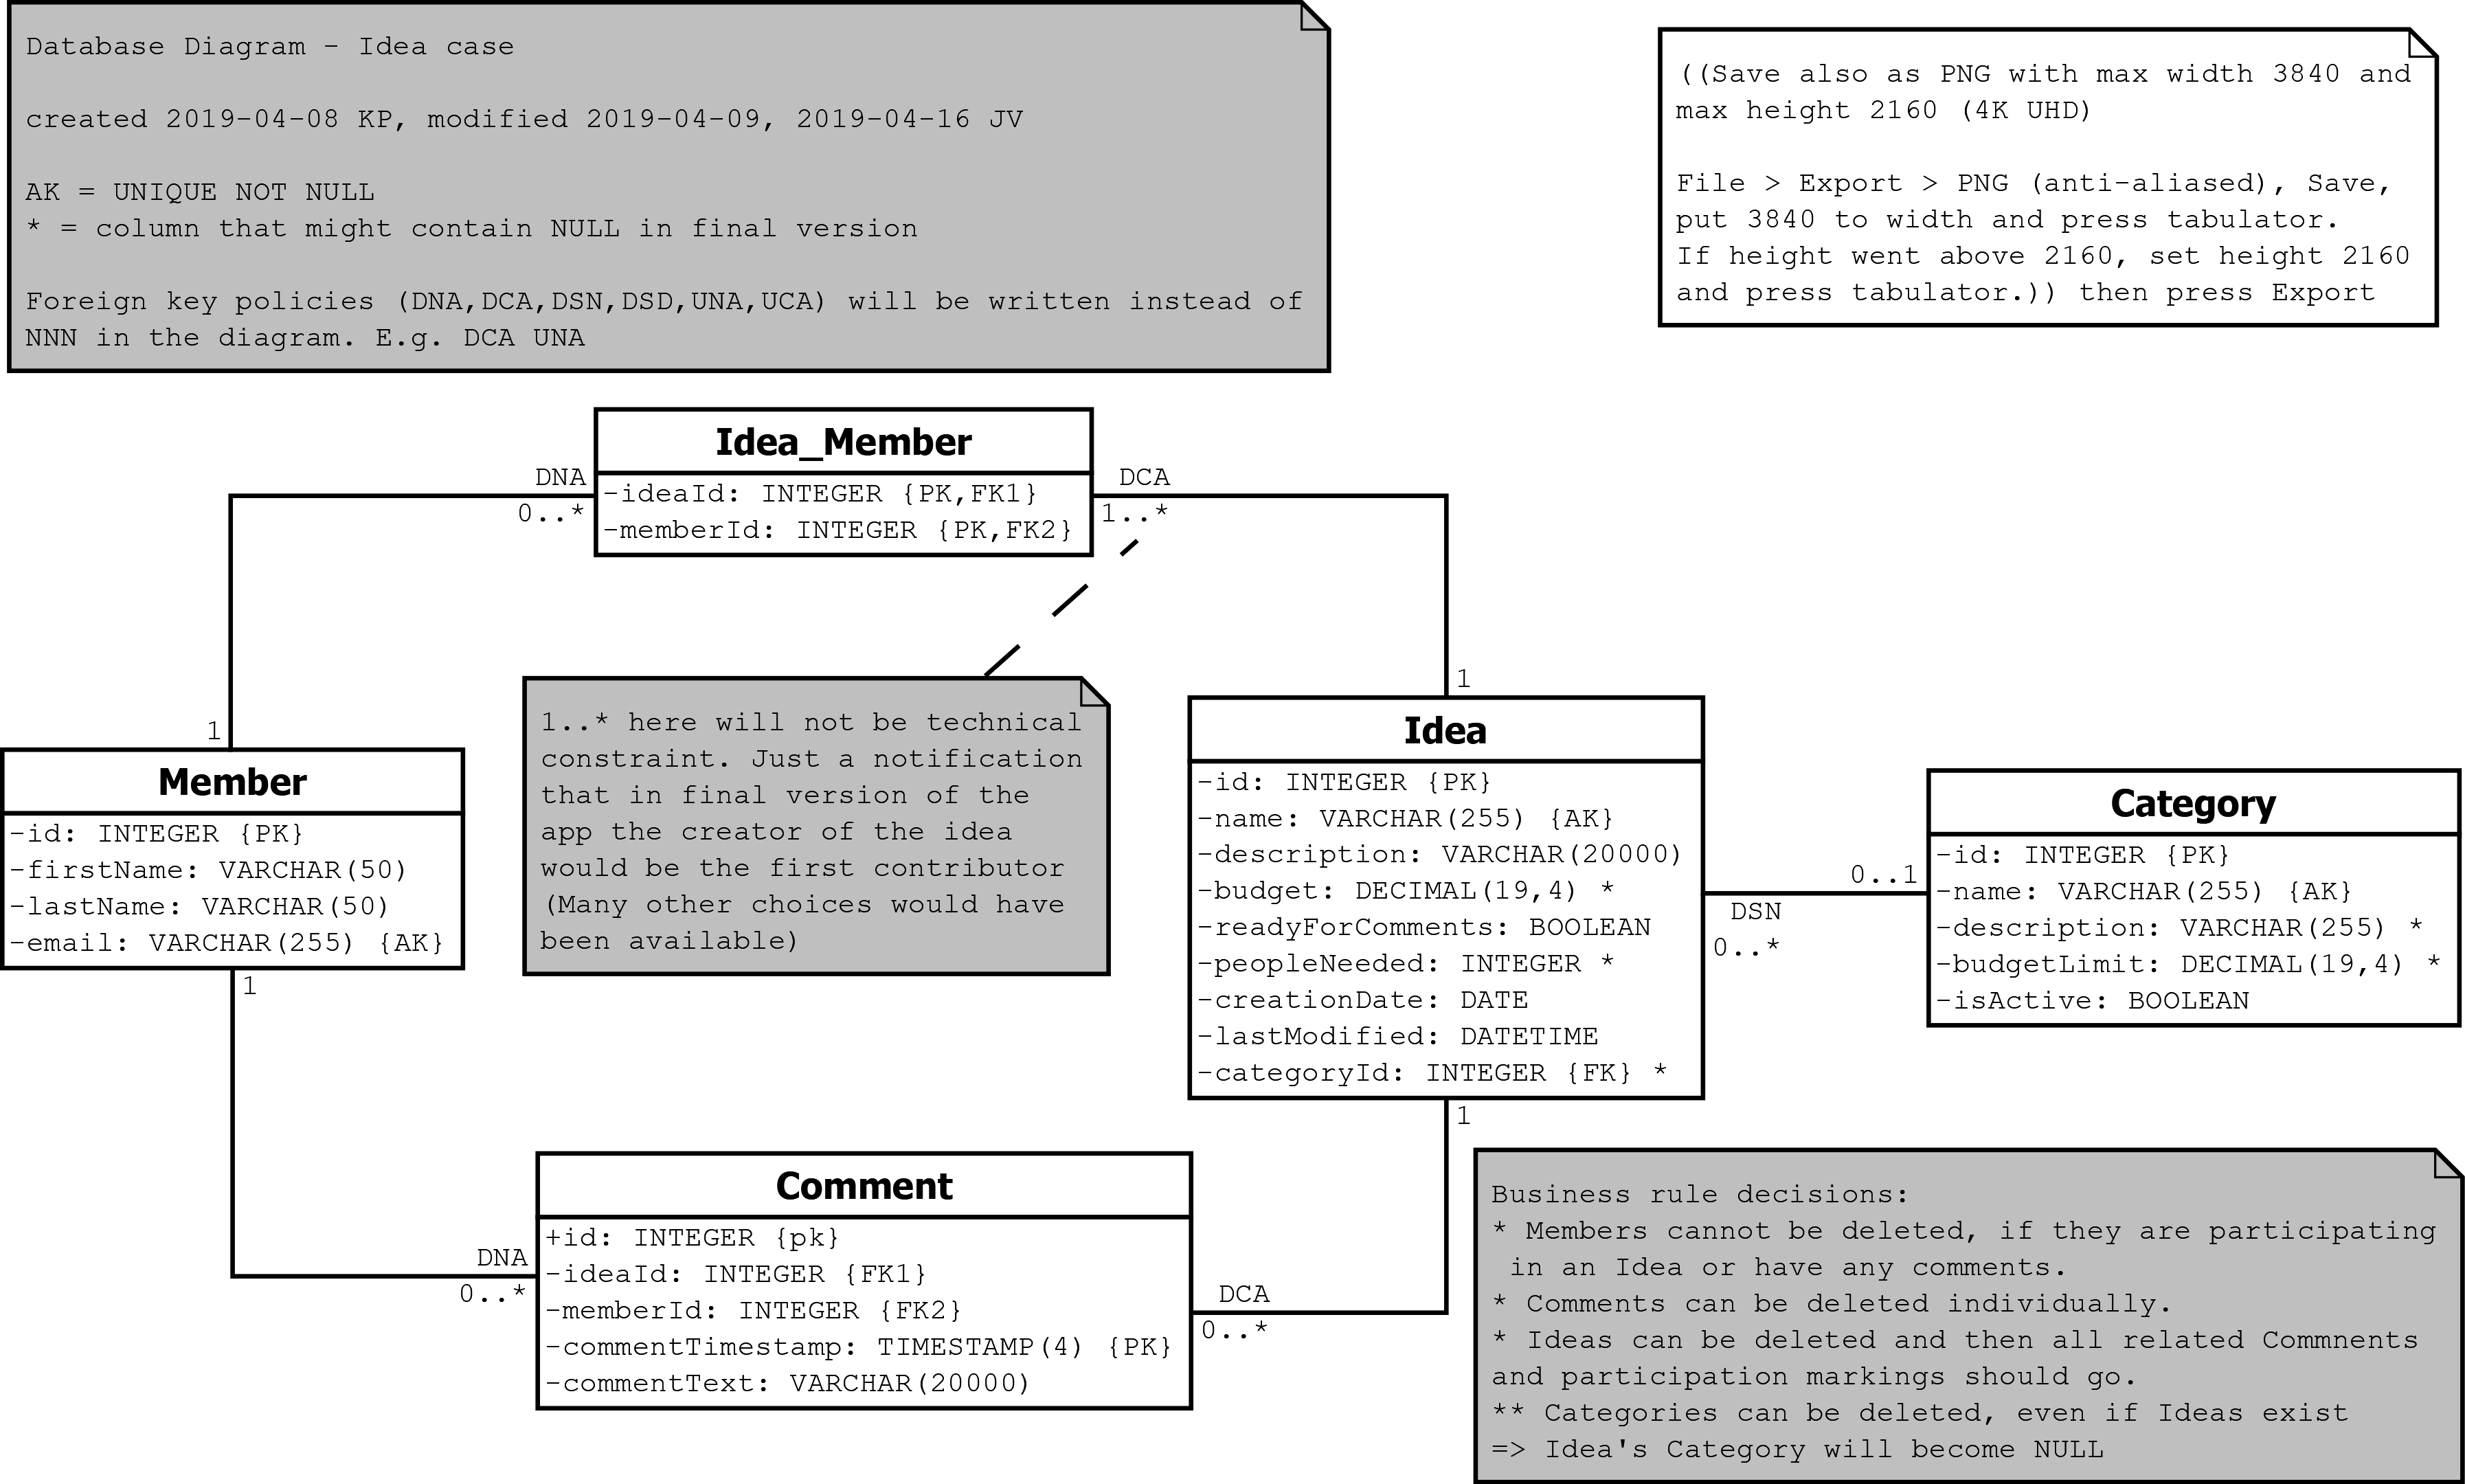 Database Diagram - Idea case
created 2019-04-08 KP, modified 2019-04-09, 2019-04-16 JV
AK = UNIQUE NOT NULL
* = column that might contain NULL in final version
Foreign key policies (DNA,DCA,DSN,DSD,UNA,UCA) will be written instead of
NNN in the diagram. E.g. DCA UNA
((Save also as PNG with max width 3840 and
max height 2160 (4K UHD)
File > Export > PNG (anti-aliased), Save,
put 3840 to width and press tabulator.
If height went above 2160, set height 2160
and press tabulator.)) then press Export
Idea_Member
-ideaId: INTEGER {PK,FK1}
-memberId: INTEGER {PK,FK2}
DNA
0..*
DCA
1..*
1
1
1..* here will not be technical
constraint. Just a notification
that in final version of the
app the creator of the idea
would be the first contributor
(Many other choices would have
been available)
Member
-id: INTEGER {PK}
-firstName: VARCHAR(50)
-lastName: VARCHAR(50)
-email: VARCHAR(255) {AK}
1
Idea
-id: INTEGER {PK}
-name: VARCHAR(255) {AK}
-description: VARCHAR(20000)
-budget: DECIMAL(19,4) *
-readyForComments: BOOLEAN
-peopleNeeded: INTEGER *
-creationDate: DATE
-lastModified: DATETIME
-categoryId: INTEGER {FK} *
1
0..1
DSN
0..*
Category
-id: INTEGER {PK}
-name: VARCHAR(255) {AK}
-description: VARCHAR(255) *
-budgetLimit: DECIMAL(19,4) *
-isActive: BOOLEAN
DNA
0..*
Comment
+id: INTEGER {pk}
-ideaId: INTEGER {FK1}
-memberId: INTEGER {FK2}
-commentTimestamp: TIMESTAMP(4) {PK}
-commentText: VARCHAR(20000)
DCA
0..*
Business rule decisions:
* Members cannot be deleted, if they are participating
in an Idea or have any comments.
* Comments can be deleted individually.
* Ideas can be deleted and then all related Commnents
and participation markings should go.
** Categories can be deleted, even if Ideas exist
=> Idea's Category will become NULL